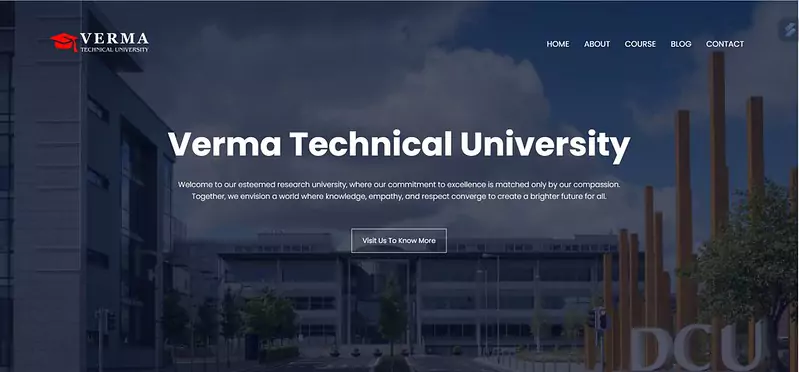 VERMA
TECHNICAL UNIVERSITY
HOME ABOUT COURSE BLOG CONTACT
Verma Technical University
Welcome to our esteemed research university, where our commitment to excellence is matched only by our compassion.
Together, we envision a world where knowledge, empathy, and respect converge to create a brighter future for all.
Visit Us To Know More
DCU